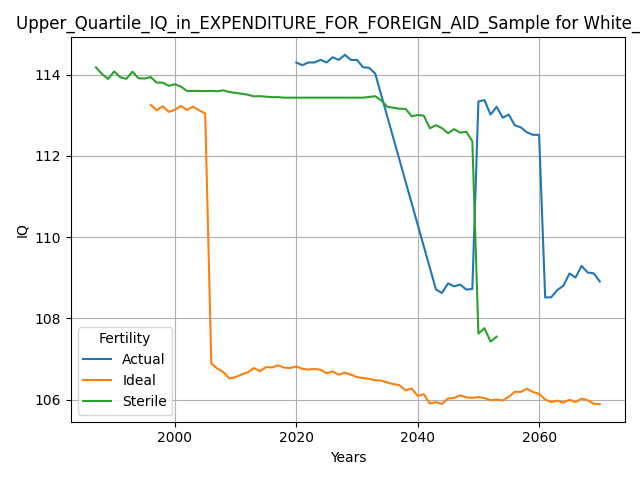 Upper_Quartile_IQ_in_EXPENDITURE_FOR_FOREIGN_AID_Sample for White_
114
112
110
108
106
IQ
Fertility
Actual
Ideal
Sterile
2000
2020
2040
2060
Years